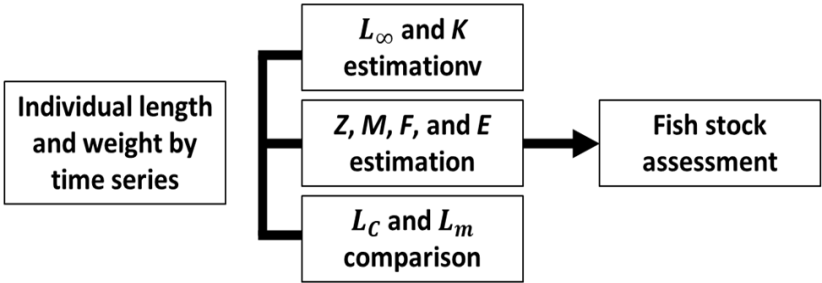 Individual length
and weight by
time series
L∞ and K
estimationv
Z, M, F, and E
estimation
LC and Lm
comparison
Fish stock
assessment